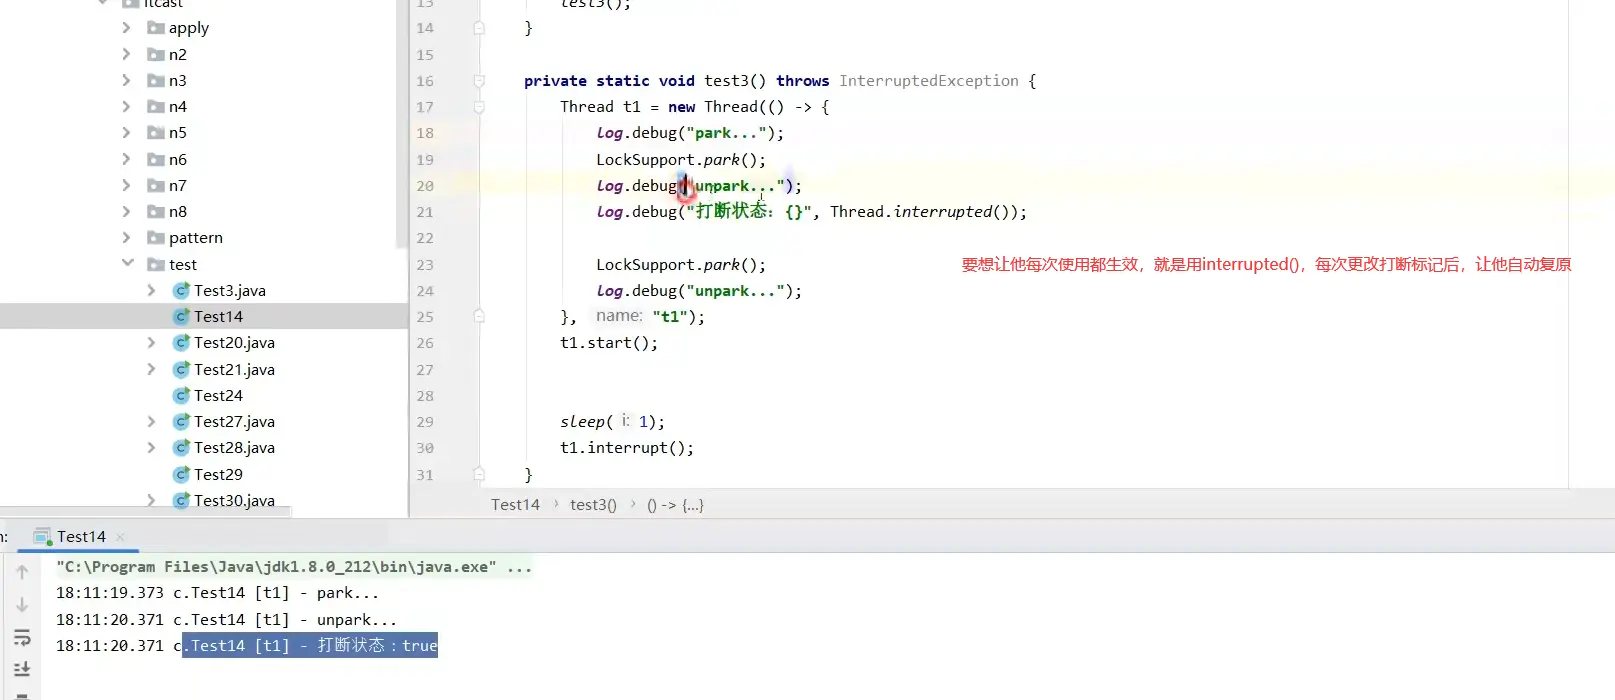 itcast
apply
n2
n3
n4
n5
n6
n7
n8
pattern
test
Test3.java
Test14
Test20.java
Test21.java
Test24
Test27.java
Test28.java
Test29
Test30.java
13 test3();
14 }
15
16 private static void test3() throws InterruptedException {
17 Thread t1 = new Thread(() -> {
18 log.debug("park...");
19 LockSupport.park();
20 log.debug("unpark...");
21 log.debug("打断状态：{}", Thread.interrupted());
22
23 LockSupport.park(); 要想让他每次使用都生效，就是用interrupted()，每次更改打断标记后，让他自动复原
24 log.debug("unpark...");
25 }, name: "t1");
26 t1.start();
27
28
29 sleep( i: 1);
30 t1.interrupt();
31 }
Test14 › test3() › () -> {...}
n: Test14 ×
"C:\Program Files\Java\jdk1.8.0_212\bin\java.exe" ...
18:11:19.373 c.Test14 [t1] - park...
18:11:20.371 c.Test14 [t1] - unpark...
18:11:20.371 c.Test14 [t1] - 打断状态：true